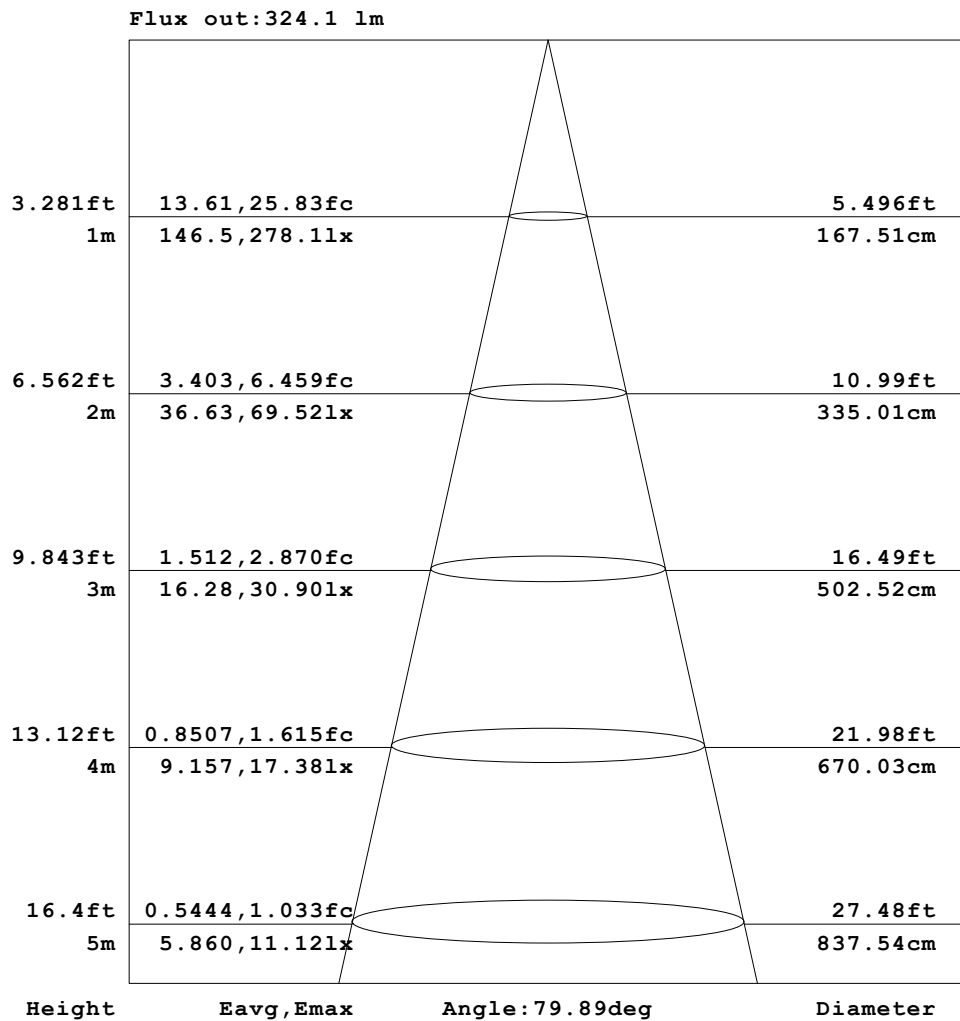 Flux out:324.1 lm
3.281ft 13.61,25.83fc 5.496ft
1m 146.5,278.1lx 167.51cm
6.562ft 3.403,6.459fc 10.99ft
2m 36.63,69.52lx 335.01cm
9.843ft 1.512,2.870fc 16.49ft
3m 16.28,30.90lx 502.52cm
13.12ft 0.8507,1.615fc 21.98ft
4m 9.157,17.38lx 670.03cm
16.4ft 0.5444,1.033fc 27.48ft
5m 5.860,11.12lx 837.54cm
Height Eavg,Emax Angle:79.89deg Diameter